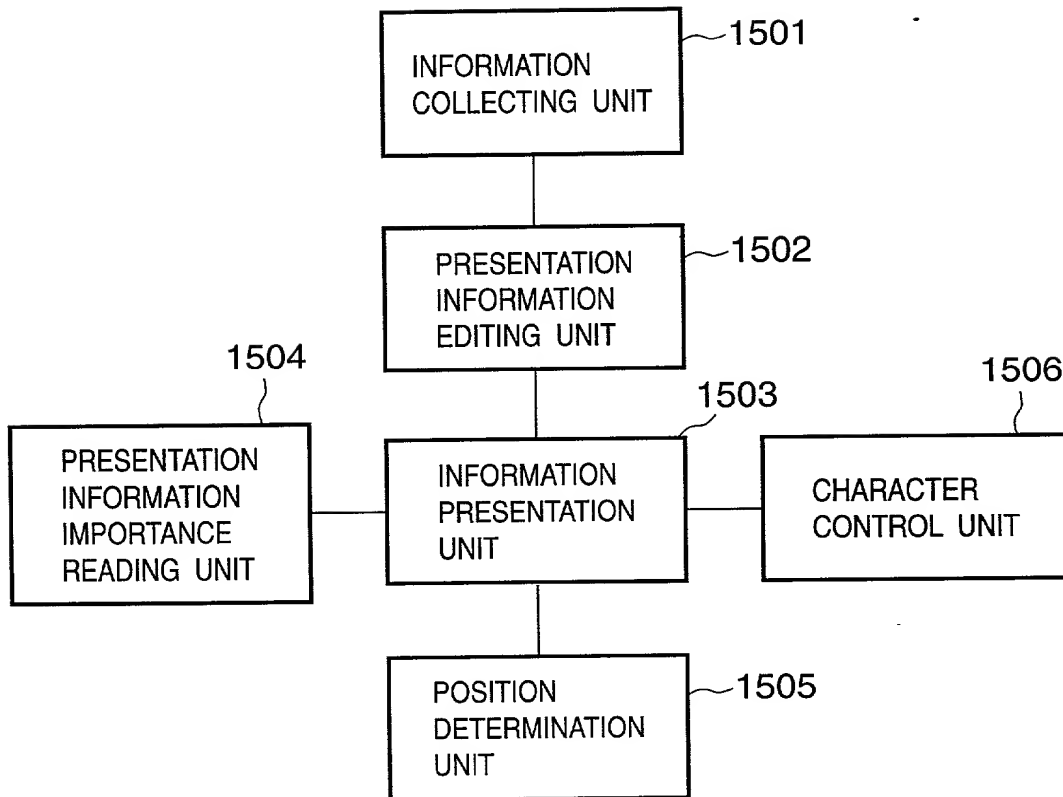 1501
INFORMATION
COLLECTING UNIT
1502
PRESENTATION
INFORMATION
EDITING UNIT
1504
1503
1506
PRESENTATION
INFORMATION
IMPORTANCE
READING UNIT
INFORMATION
PRESENTATION
UNIT
CHARACTER
CONTROL UNIT
1505
POSITION
DETERMINATION
UNIT